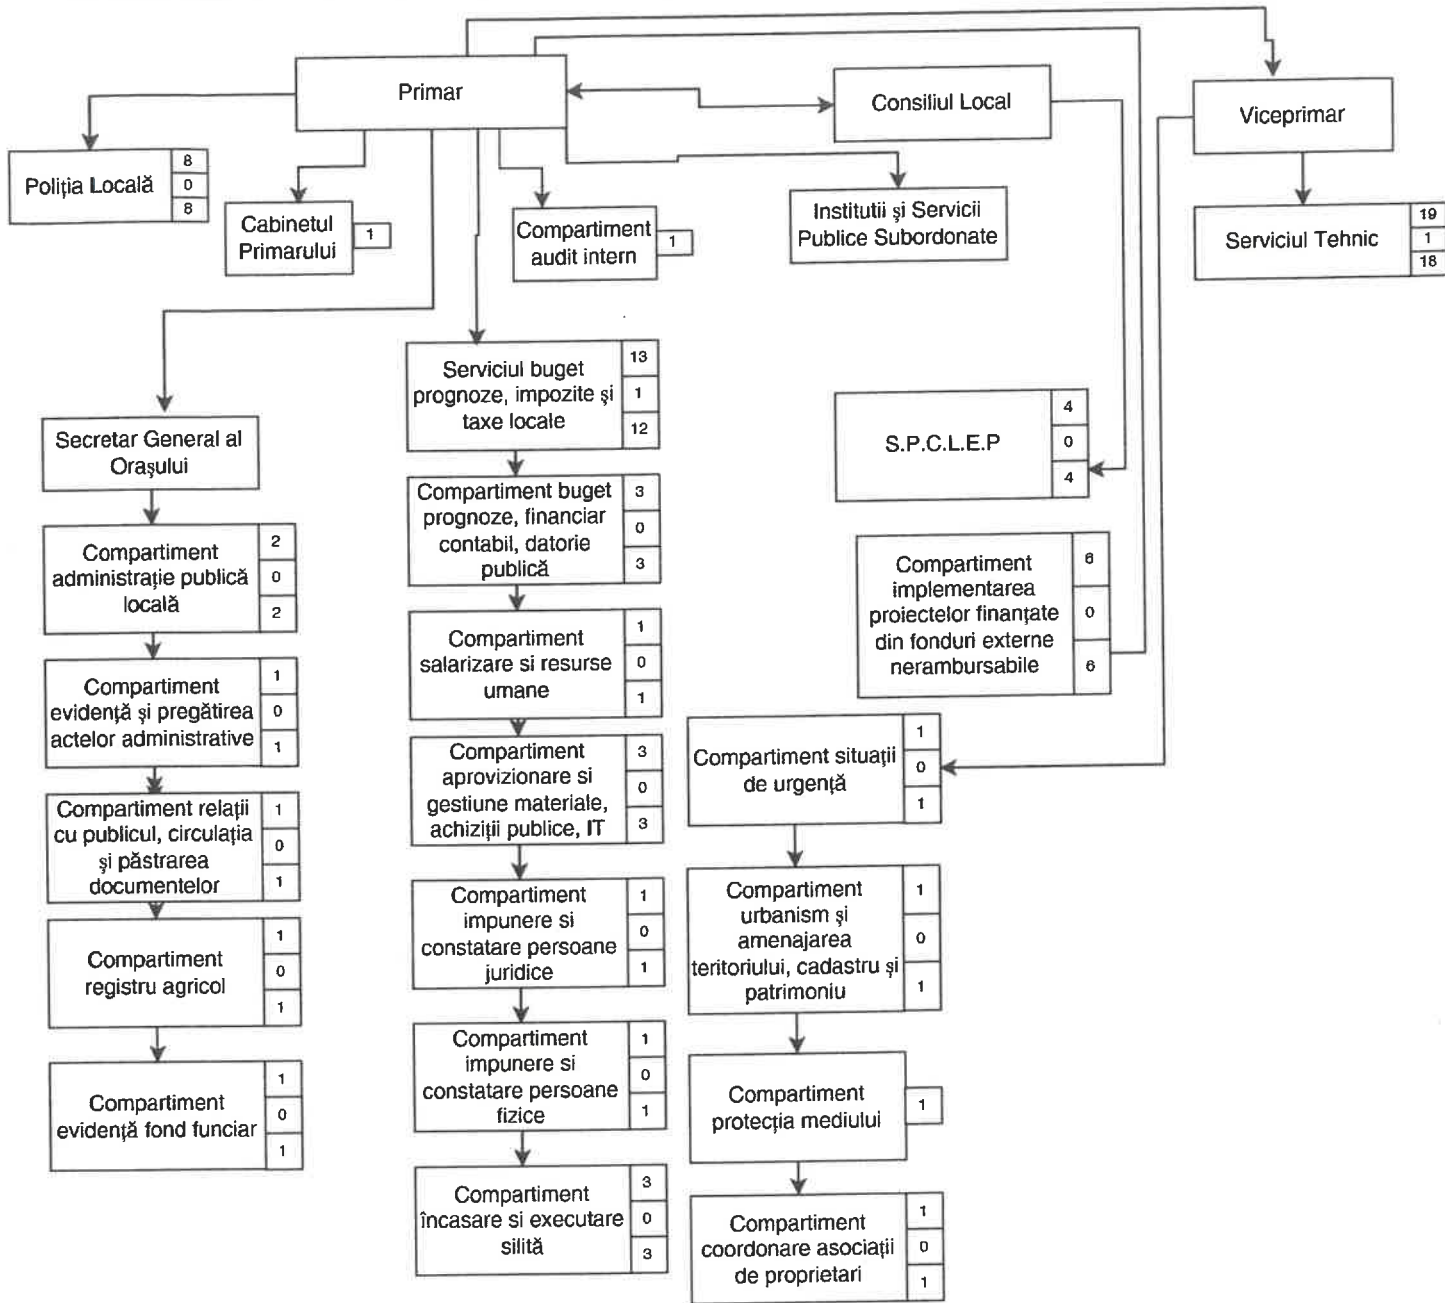 Primar
Consiliul Local
Viceprimar
Poliția Locală
8
0
8
Cabinetul
Primarului
1
Compartiment
audit intern
1
Institutii și Servicii
Publice Subordonate
Serviciul Tehnic
19
1
18
Secretar General al
Orașului
Compartiment
administrație publică
locală
2
0
2
Compartiment
evidență și pregătirea
actelor administrative
1
0
1
Compartiment relații
cu publicul, circulația
și păstrarea
documentelor
1
0
1
Compartiment
registru agricol
1
0
1
Compartiment
evidență fond funciar
1
0
1
Serviciul buget
prognoze, impozite și
taxe locale
13
1
12
Compartiment buget
prognoze, financiar
contabil, datorie
publică
3
0
3
Compartiment
salarizare si resurse
umane
1
0
1
Compartiment
aprovizionare si
gestiune materiale,
achiziții publice, IT
3
0
3
Compartiment
impunere si
constatare persoane
juridice
1
0
1
Compartiment
impunere si
constatare persoane
fizice
1
0
1
Compartiment
încasare si executare
silită
3
0
3
S.P.C.L.E.P
4
0
4
Compartiment
implementarea
proiectelor finanțate
din fonduri externe
nerambursabile
6
0
6
Compartiment situații
de urgență
1
0
1
Compartiment
urbanism și
amenajarea
teritoriului, cadastru și
patrimoniu
1
0
1
Compartiment
protecția mediului
1
Compartiment
coordonare asociații
de proprietari
1
0
1